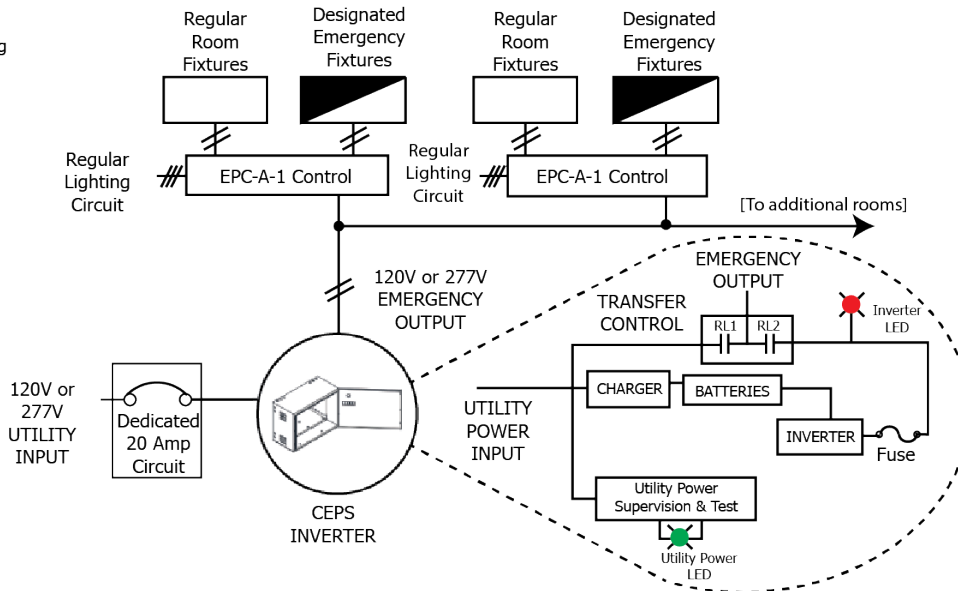 g
Regular
Room
Fixtures
Designated
Emergency
Fixtures
Regular
Room
Fixtures
Designated
Emergency
Fixtures
Regular
Lighting
Circuit
EPC-A-1 Control
Regular
Lighting
Circuit
EPC-A-1 Control
[To additional rooms]
120V or 277V
EMERGENCY
OUTPUT
EMERGENCY
OUTPUT
TRANSFER
CONTROL
RL1
RL2
Inverter
LED
120V or
277V
UTILITY
INPUT
Dedicated
20 Amp
Circuit
CEPS
INVERTER
UTILITY
POWER
INPUT
CHARGER
BATTERIES
INVERTER
Fuse
Utility Power
Supervision & Test
Utility Power
LED